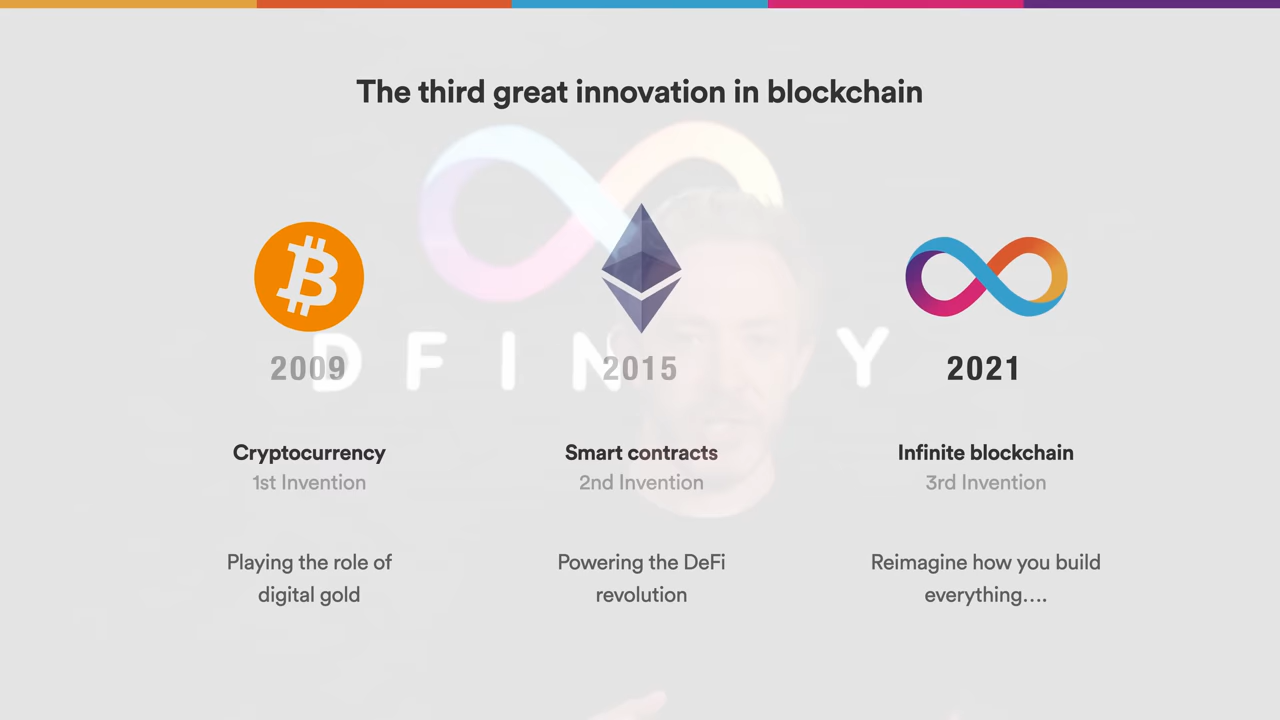 The third great innovation in blockchain
DFIN Y
2009
2015
2021
Cryptocurrency
1st Invention
Smart contracts
2nd Invention
Infinite blockchain
3rd Invention
Playing the role of
digital gold
Powering the DeFi
revolution
Reimagine how you build
everything....